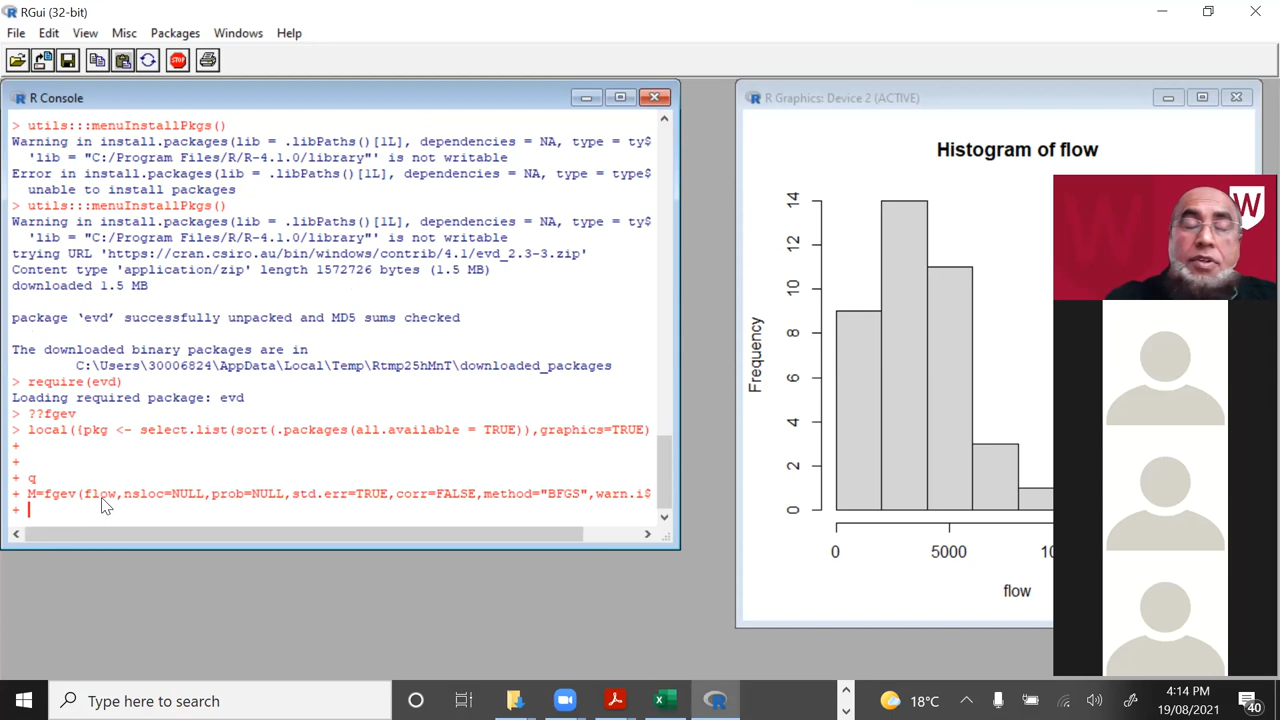 RGui (32-bit)
File Edit View Misc Packages Windows Help
STOP
R Console
> utils:::menuInstallPkgs()
Warning in install.packages(lib = .libPaths()[1L], dependencies = NA, type = ty$
'lib = "C:/Program Files/R/R-4.1.0/library"' is not writable
Error in install.packages(lib = .libPaths()[1L], dependencies = NA, type = type$
unable to install packages
> utils:::menuInstallPkgs()
Warning in install.packages(lib = .libPaths()[1L], dependencies = NA, type = ty$
'lib = "C:/Program Files/R/R-4.1.0/library"' is not writable
trying URL 'https://cran.csiro.au/bin/windows/contrib/4.1/evd_2.3-3.zip'
Content type 'application/zip' length 1572726 bytes (1.5 MB)
downloaded 1.5 MB
package ‘evd’ successfully unpacked and MD5 sums checked
The downloaded binary packages are in
C:\Users\30006824\AppData\Local\Temp\Rtmp25hMnT\downloaded_packages
> require(evd)
Loading required package: evd
> ??fgev
> local({pkg <- select.list(sort(.packages(all.available = TRUE)),graphics=TRUE)
+
+
+ q
+ M=fgev(flow,nsloc=NULL,prob=NULL,std.err=TRUE,corr=FALSE,method="BFGS",warn.i$
+
R Graphics: Device 2 (ACTIVE)
Histogram of flow
Frequency
14
12
10
8
6
4
2
0
0 5000 10
flow
W
Type here to search
18°C
4:14 PM
19/08/2021
40